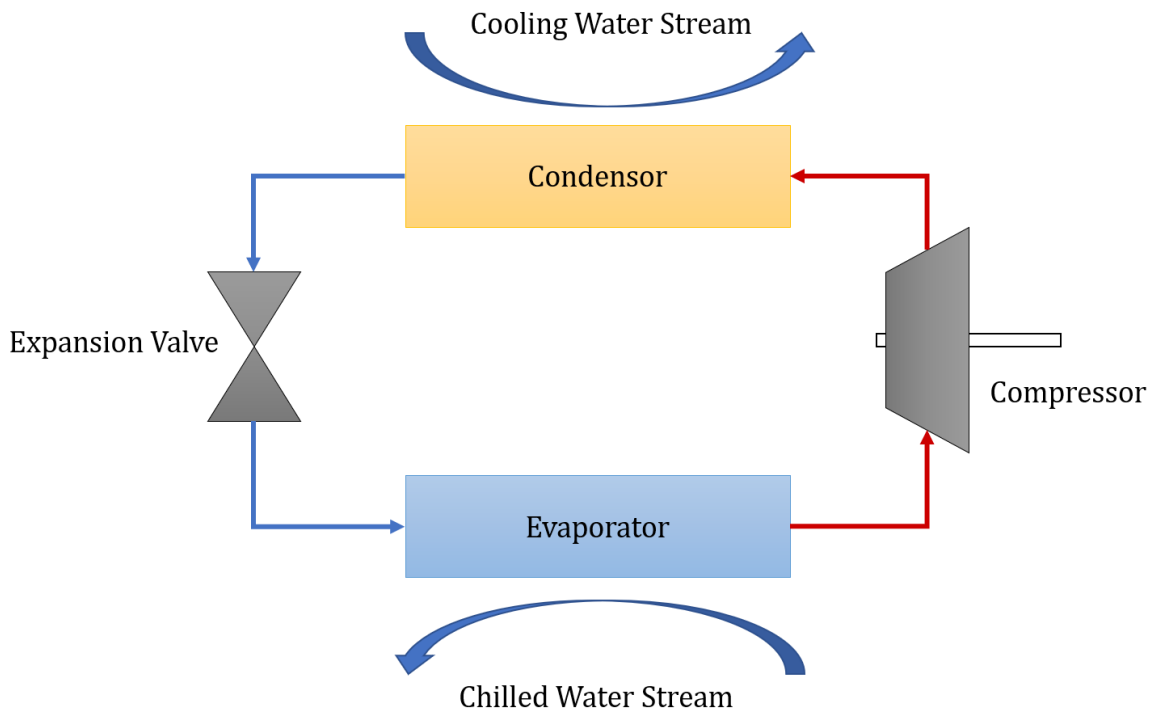 Cooling Water Stream
Condensor
Expansion Valve
Compressor
Evaporator
Chilled Water Stream